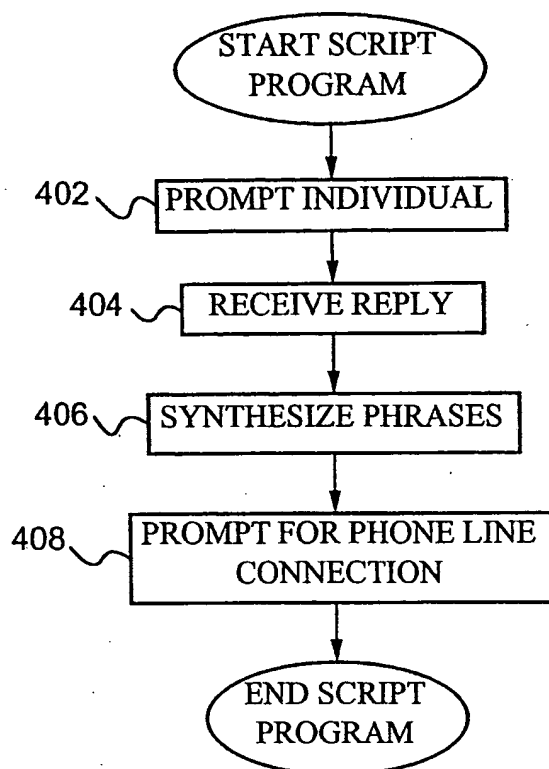 START SCRIPT
PROGRAM
402
PROMPT INDIVIDUAL
404
RECEIVE REPLY
406
SYNTHESIZE PHRASES
408
PROMPT FOR PHONE LINE
CONNECTION
END SCRIPT
PROGRAM